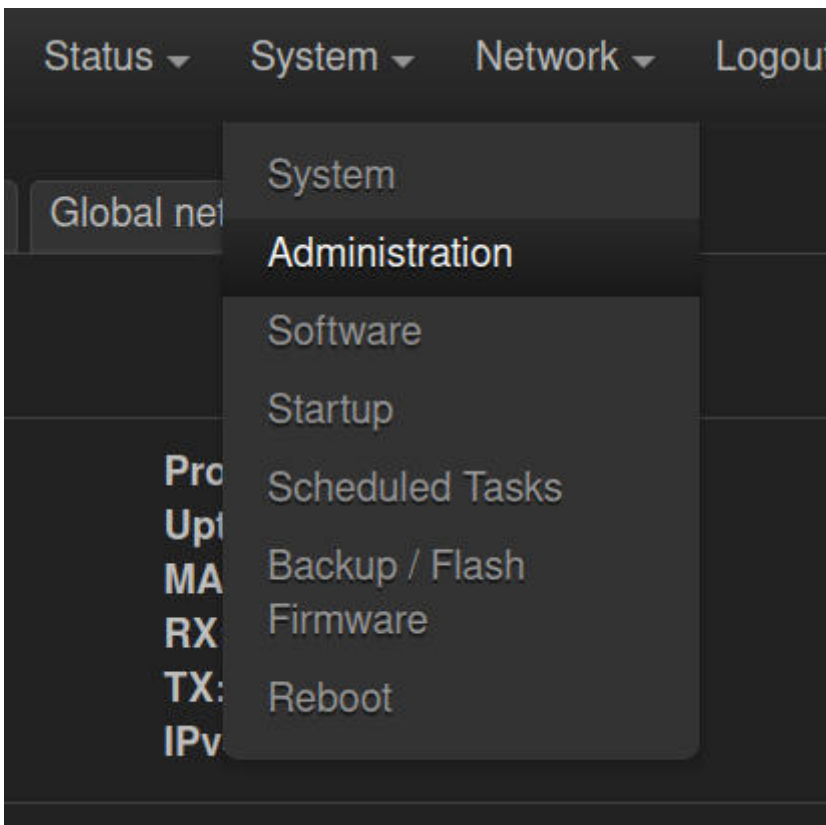 Status System Network Logout
System
Global net
Administration
Software
Startup
Pro
Scheduled Tasks
Upt
MA
Backup / Flash
Firmware
RX
TX:
Reboot
IPv